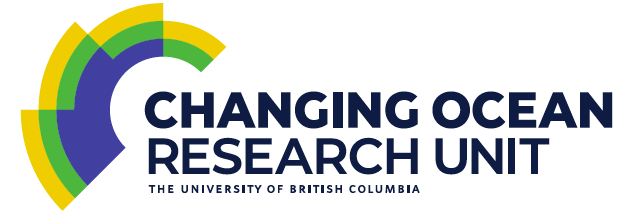 CHANGING OCEAN
RESEARCH UNIT
THE UNIVERSITY OF BRITISH COLUMBIA